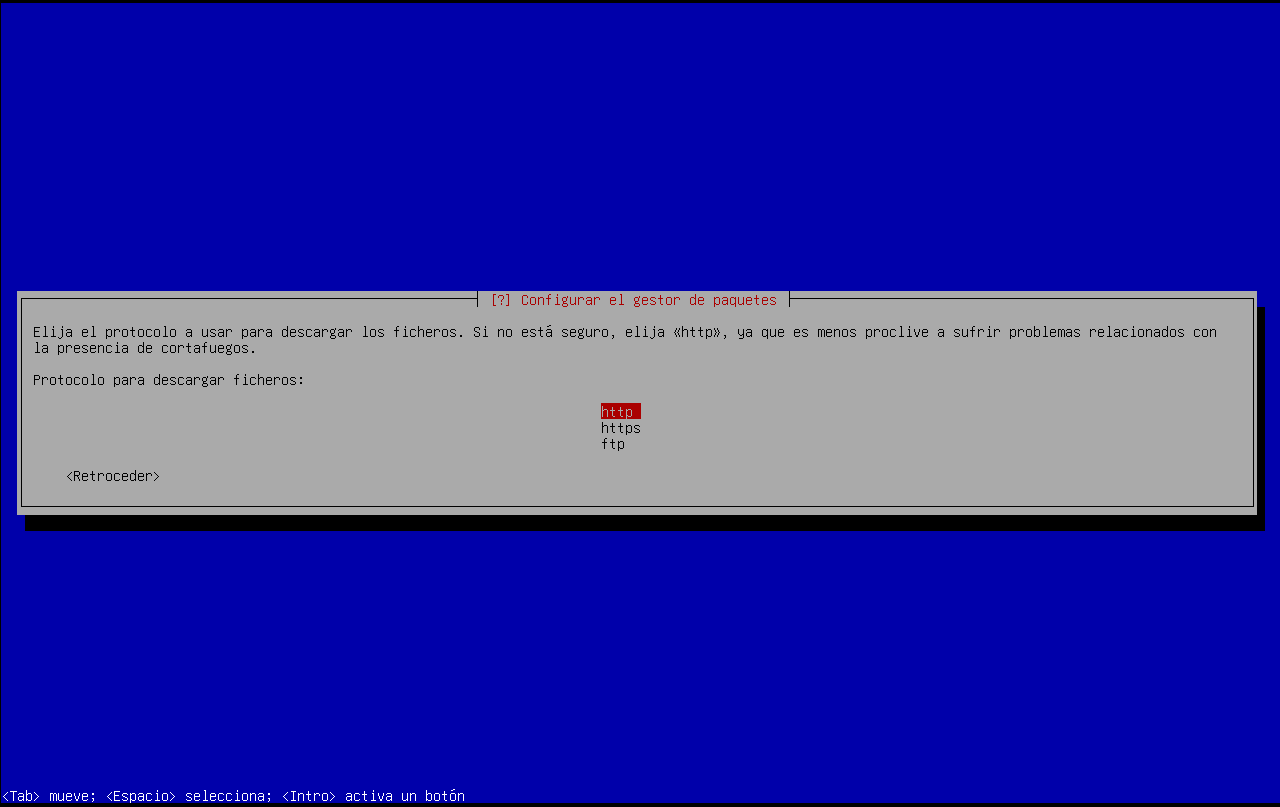 [?] Configurar el gestor de paquetes
Elija el protocolo a usar para descargar los ficheros. Si no está seguro, elija «http», ya que es menos proclive a sufrir problemas relacionados con
la presencia de cortafuegos.
Protocolo para descargar ficheros:
http
https
ftp
<Retroceder>
<Tab> mueve; <Espacio> selecciona; <Intro> activa un botón